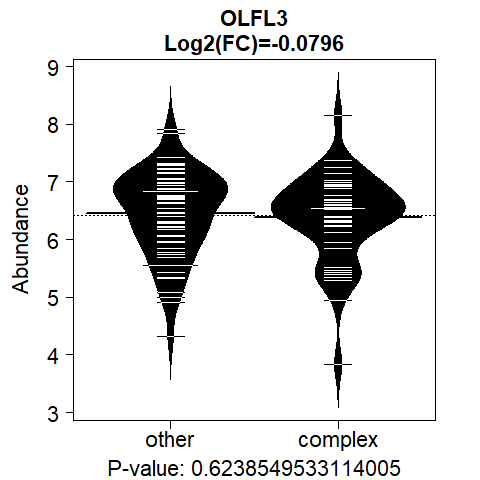 OLFL3
Log2(FC)=-0.0796
9
8
7
6
5
4
3
Abundance
other complex
P-value: 0.6238549533114005